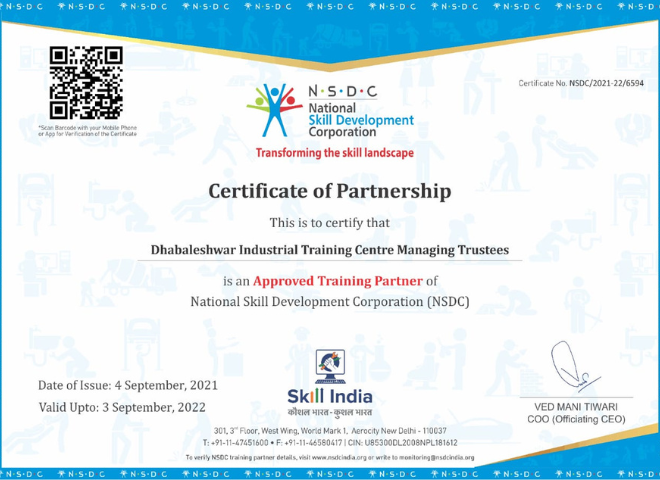 N·S·D·C N·S·D·C N·S·D·C N·S·D·C N·S·D·C N·S·D·C N·S·D·C N·S·D·C N·S·D·C N·S·D·C N·S·D·C N·S·D
Certificate No. NSDC/2021-22/6594
*Scan Barcode with your Mobile Phone
or App for Verification of the Certificate
N·S·D·C
National
Skill Development
Corporation
Transforming the skill landscape
Certificate of Partnership
This is to certify that
Dhabaleshwar Industrial Training Centre Managing Trustees
is an Approved Training Partner of
National Skill Development Corporation (NSDC)
Date of Issue: 4 September, 2021
Valid Upto: 3 September, 2022
Skill India
कौशल भारत - कुशल भारत
VED MANI TIWARI
COO (Officiating CEO)
301, 3rd Floor, West Wing, World Mark 1, Aerocity New Delhi - 110037
T: +91-11-47451600 • F: +91-11-46580417 | CIN: U85300DL2008NPL181612
To verify NSDC training partner details, visit www.nsdcindia.org or write to monitoring@nsdcindia.org
N·S·D·C N·S·D·C N·S·D·C N·S·D·C N·S·D·C N·S·D·C N·S·D·C N·S·D·C N·S·D·C N·S·D·C N·S·D·C N·S·D